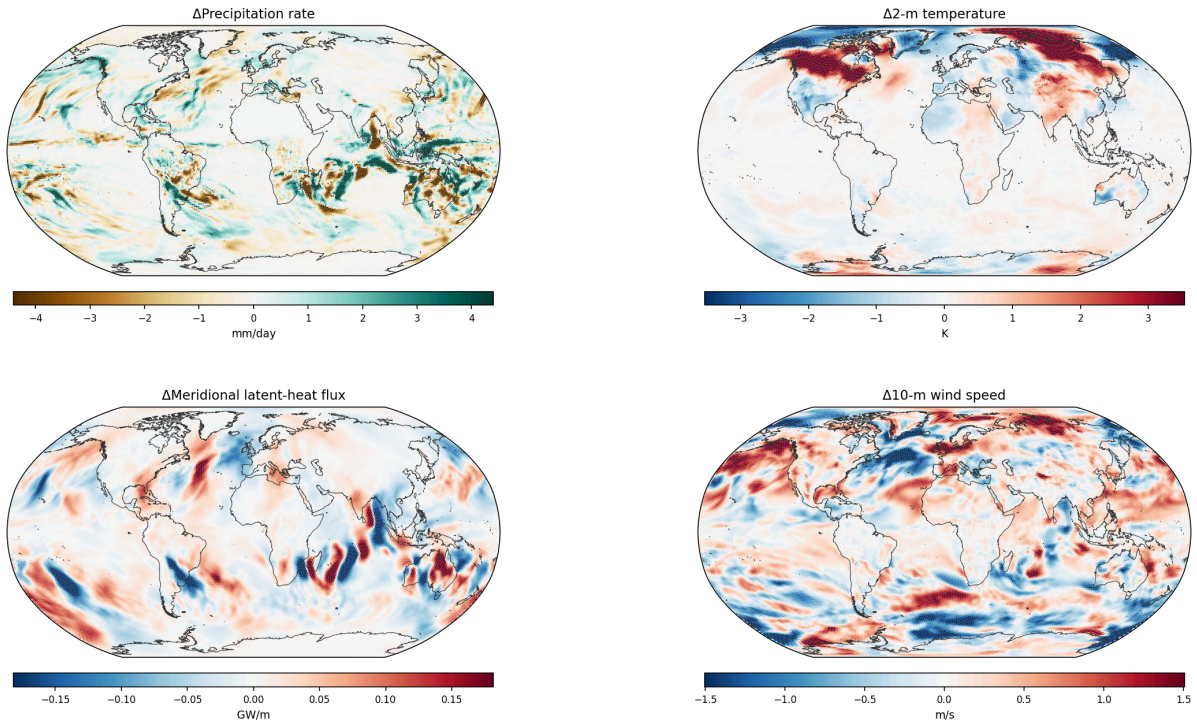 ΔPrecipitation rate
−4 −3 −2 −1 0 1 2 3 4
mm/day
Δ2-m temperature
−3 −2 −1 0 1 2 3
K
ΔMeridional latent-heat flux
−0.15 −0.10 −0.05 0.00 0.05 0.10 0.15
GW/m
Δ10-m wind speed
−1.5 −1.0 −0.5 0.0 0.5 1.0 1.5
m/s